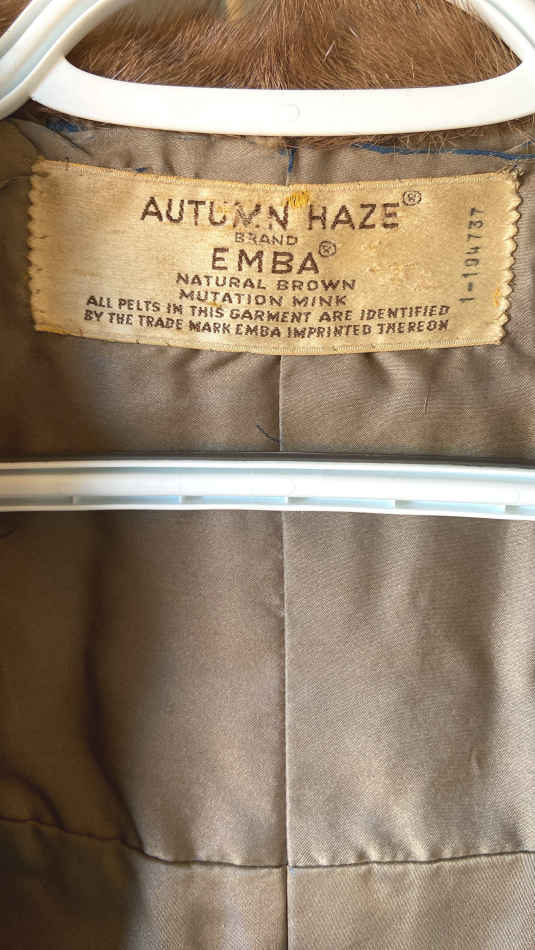 AUTUMN HAZE®
BRAND
EMBA®
NATURAL BROWN
MUTATION MINK
ALL PELTS IN THIS GARMENT ARE IDENTIFIED
BY THE TRADE MARK EMBA IMPRINTED THEREON
1-194737